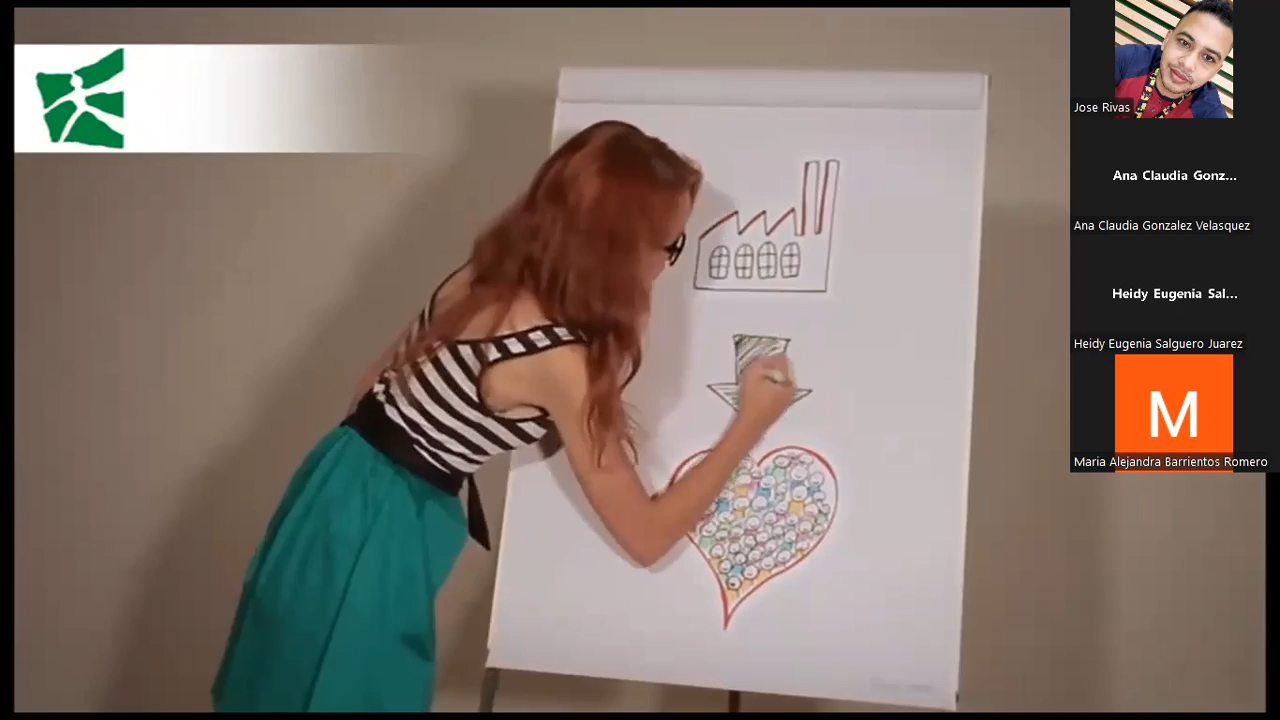 Jose Rivas
Ana Claudia Gonz...
Ana Claudia Gonzalez Velasquez
Heidy Eugenia Sal...
Heidy Eugenia Salguero Juarez
M
Maria Alejandra Barrientos Romero